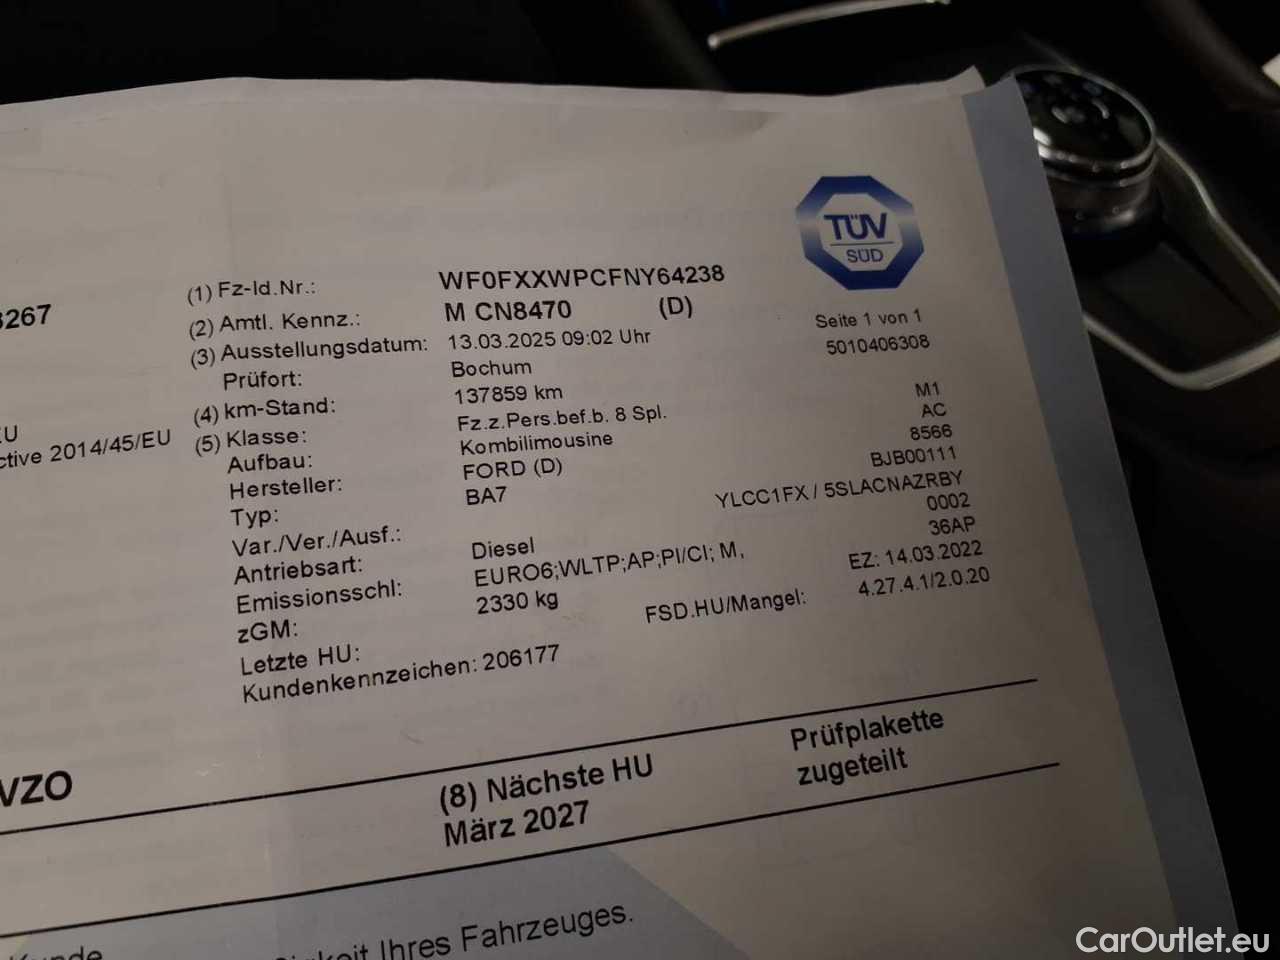 TÜV
SÜD
3267
(1) Fz-Id.Nr.: WF0FXXWPCFNY64238
(2) Amtl. Kennz.: M CN8470 (D)
Seite 1 von 1
(3) Ausstellungsdatum: 13.03.2025 09:02 Uhr 5010406308
Prüfort: Bochum
(4) km-Stand: 137859 km
(5) Klasse: Fz.z.Pers.bef.b. 8 Spl. M1
Aufbau: Kombilimousine AC
Hersteller: FORD (D) 8566
Typ: BA7 BJB00111
Var./Ver./Ausf.: YLCC1FX / 5SLACNAZRBY
Antriebsart: Diesel 0002
Emissionsschl: EURO6;WLTP;AP;PI/CI; M, 36AP
zGM: 2330 kg EZ: 14.03.2022
Letzte HU: FSD.HU/Mangel: 4.27.4.1/2.0.20
Kundenkennzeichen: 206177
EU
ctive 2014/45/EU
VZO
(8) Nächste HU
März 2027
Prüfplakette
zugeteilt
Kunde
igkeit Ihres Fahrzeuges.
CarOutlet.eu